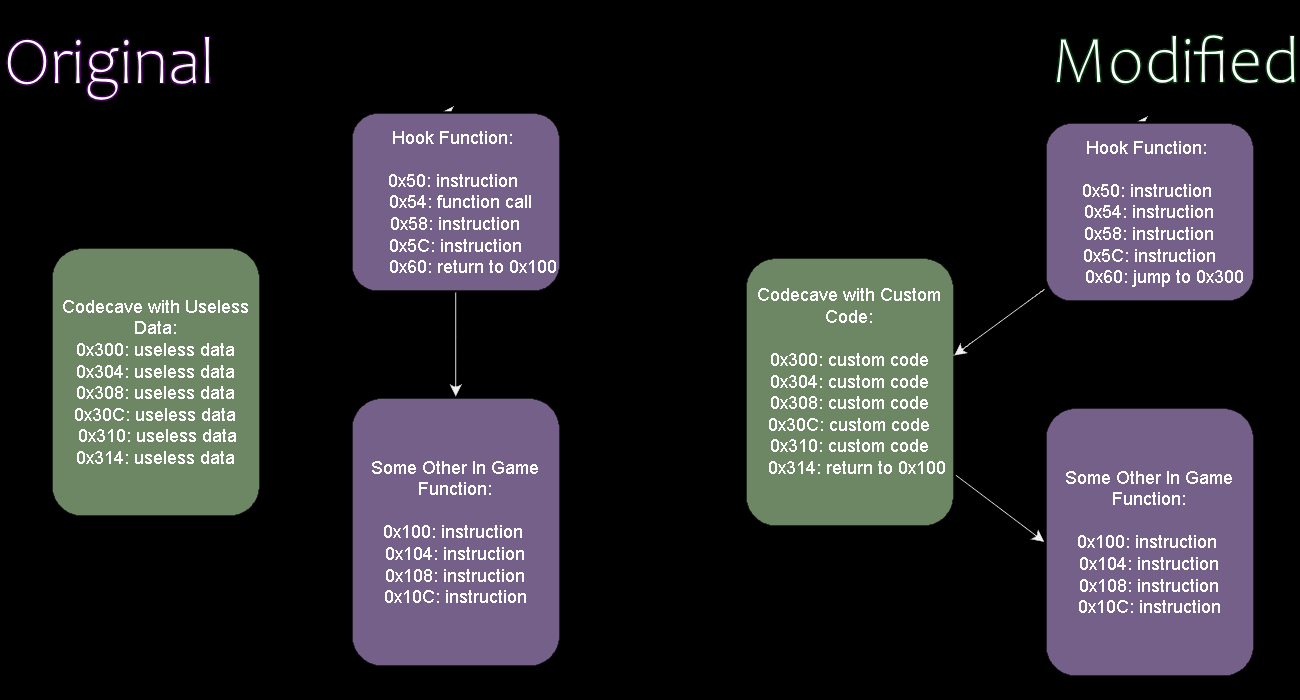 Original
Hook Function:
0x50: instruction
0x54: function call
0x58: instruction
0x5C: instruction
0x60: return to 0x100
Codecave with Useless
Data:
0x300: useless data
0x304: useless data
0x308: useless data
0x30C: useless data
0x310: useless data
0x314: useless data
Some Other In Game
Function:
0x100: instruction
0x104: instruction
0x108: instruction
0x10C: instruction
Modified
Hook Function:
0x50: instruction
0x54: instruction
0x58: instruction
0x5C: instruction
0x60: jump to 0x300
Codecave with Custom
Code:
0x300: custom code
0x304: custom code
0x308: custom code
0x30C: custom code
0x310: custom code
0x314: return to 0x100
Some Other In Game
Function:
0x100: instruction
0x104: instruction
0x108: instruction
0x10C: instruction